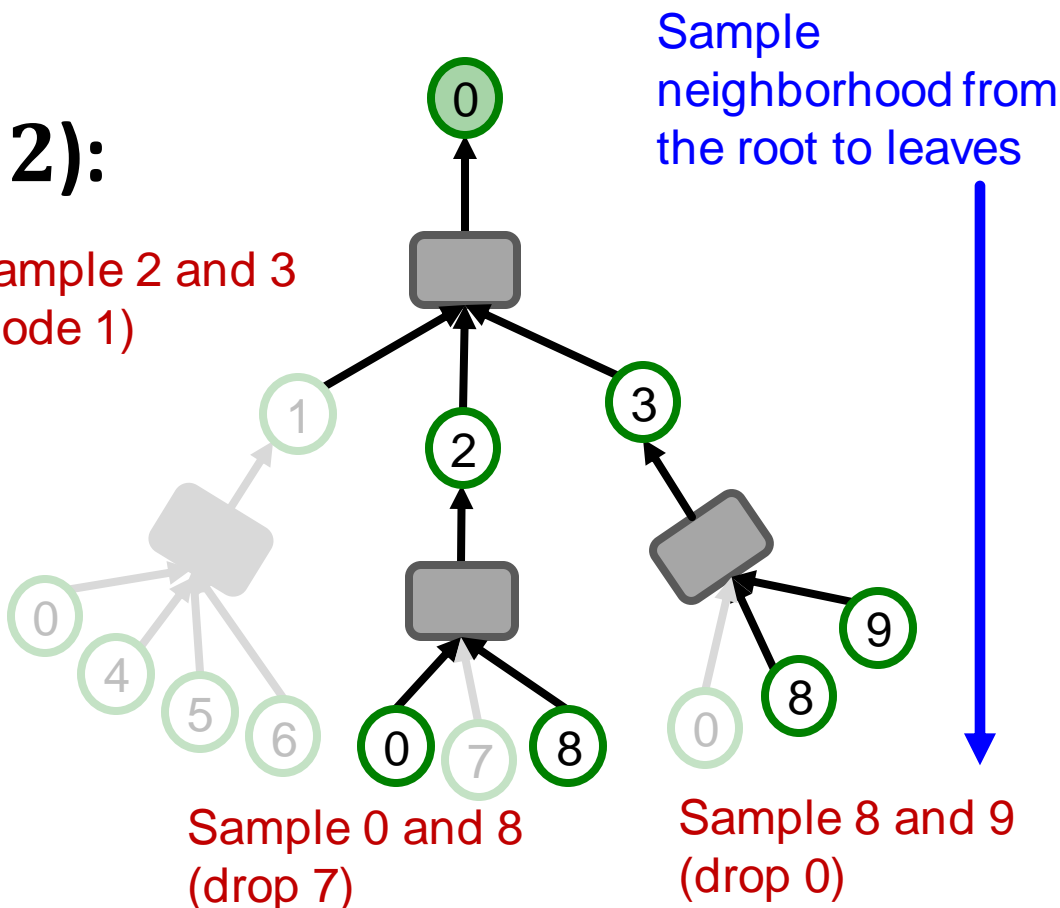 Sample
neighborhood from
the root to leaves
0
2):
ample 2 and 3
ode 1)
1
2
3
0
4
5
6
0
7
8
0
8
9
Sample 0 and 8
(drop 7)
Sample 8 and 9
(drop 0)